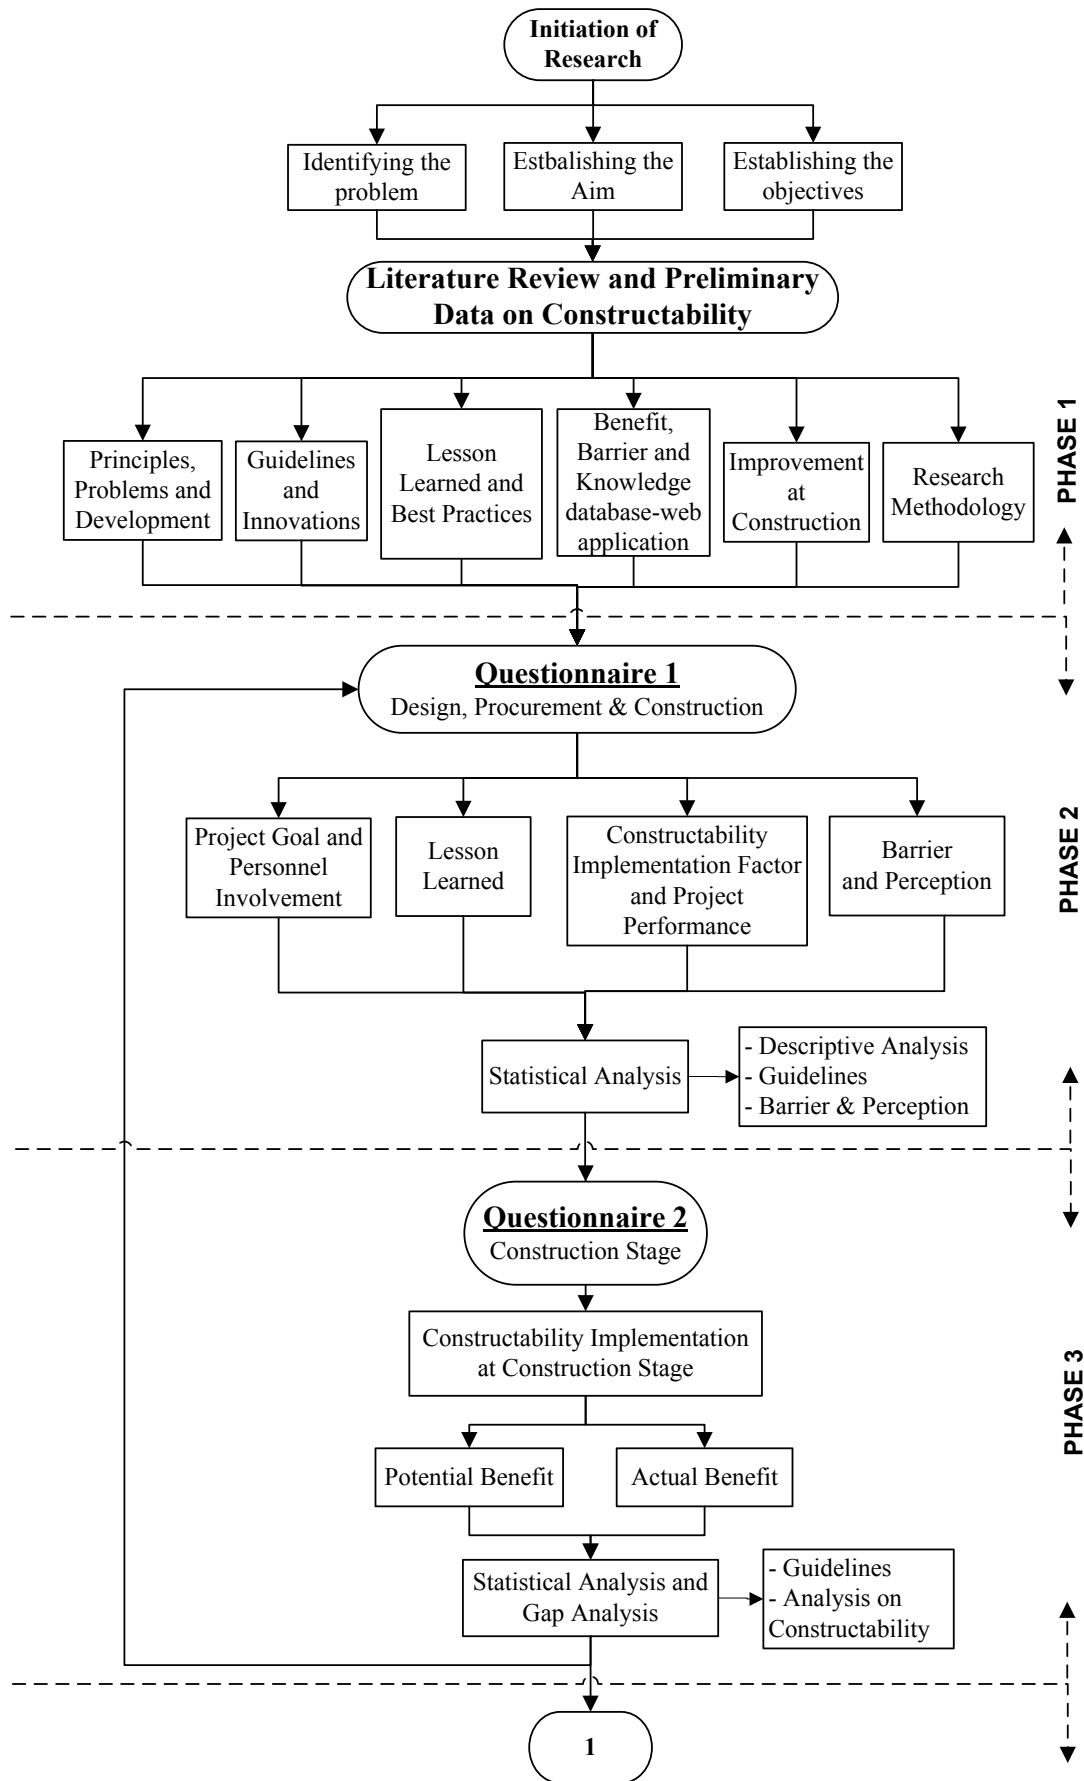 Initiation of
Research
Identifying the
problem
Estbalishing the
Aim
Establishing the
objectives
Literature Review and Preliminary
Data on Constructability
Principles,
Problems and
Development
Guidelines
and
Innovations
Lesson
Learned and
Best Practices
Benefit,
Barrier and
Knowledge
database-web
application
Improvement
at
Construction
Research
Methodology
PHASE 1
Questionnaire 1
Design, Procurement & Construction
Project Goal and
Personnel
Involvement
Lesson
Learned
Constructability
Implementation Factor
and Project
Performance
Barrier
and Perception
PHASE 2
Statistical Analysis
- Descriptive Analysis
- Guidelines
- Barrier & Perception
Questionnaire 2
Construction Stage
Constructability Implementation
at Construction Stage
Potential Benefit
Actual Benefit
PHASE 3
Statistical Analysis and
Gap Analysis
- Guidelines
- Analysis on
Constructability
1